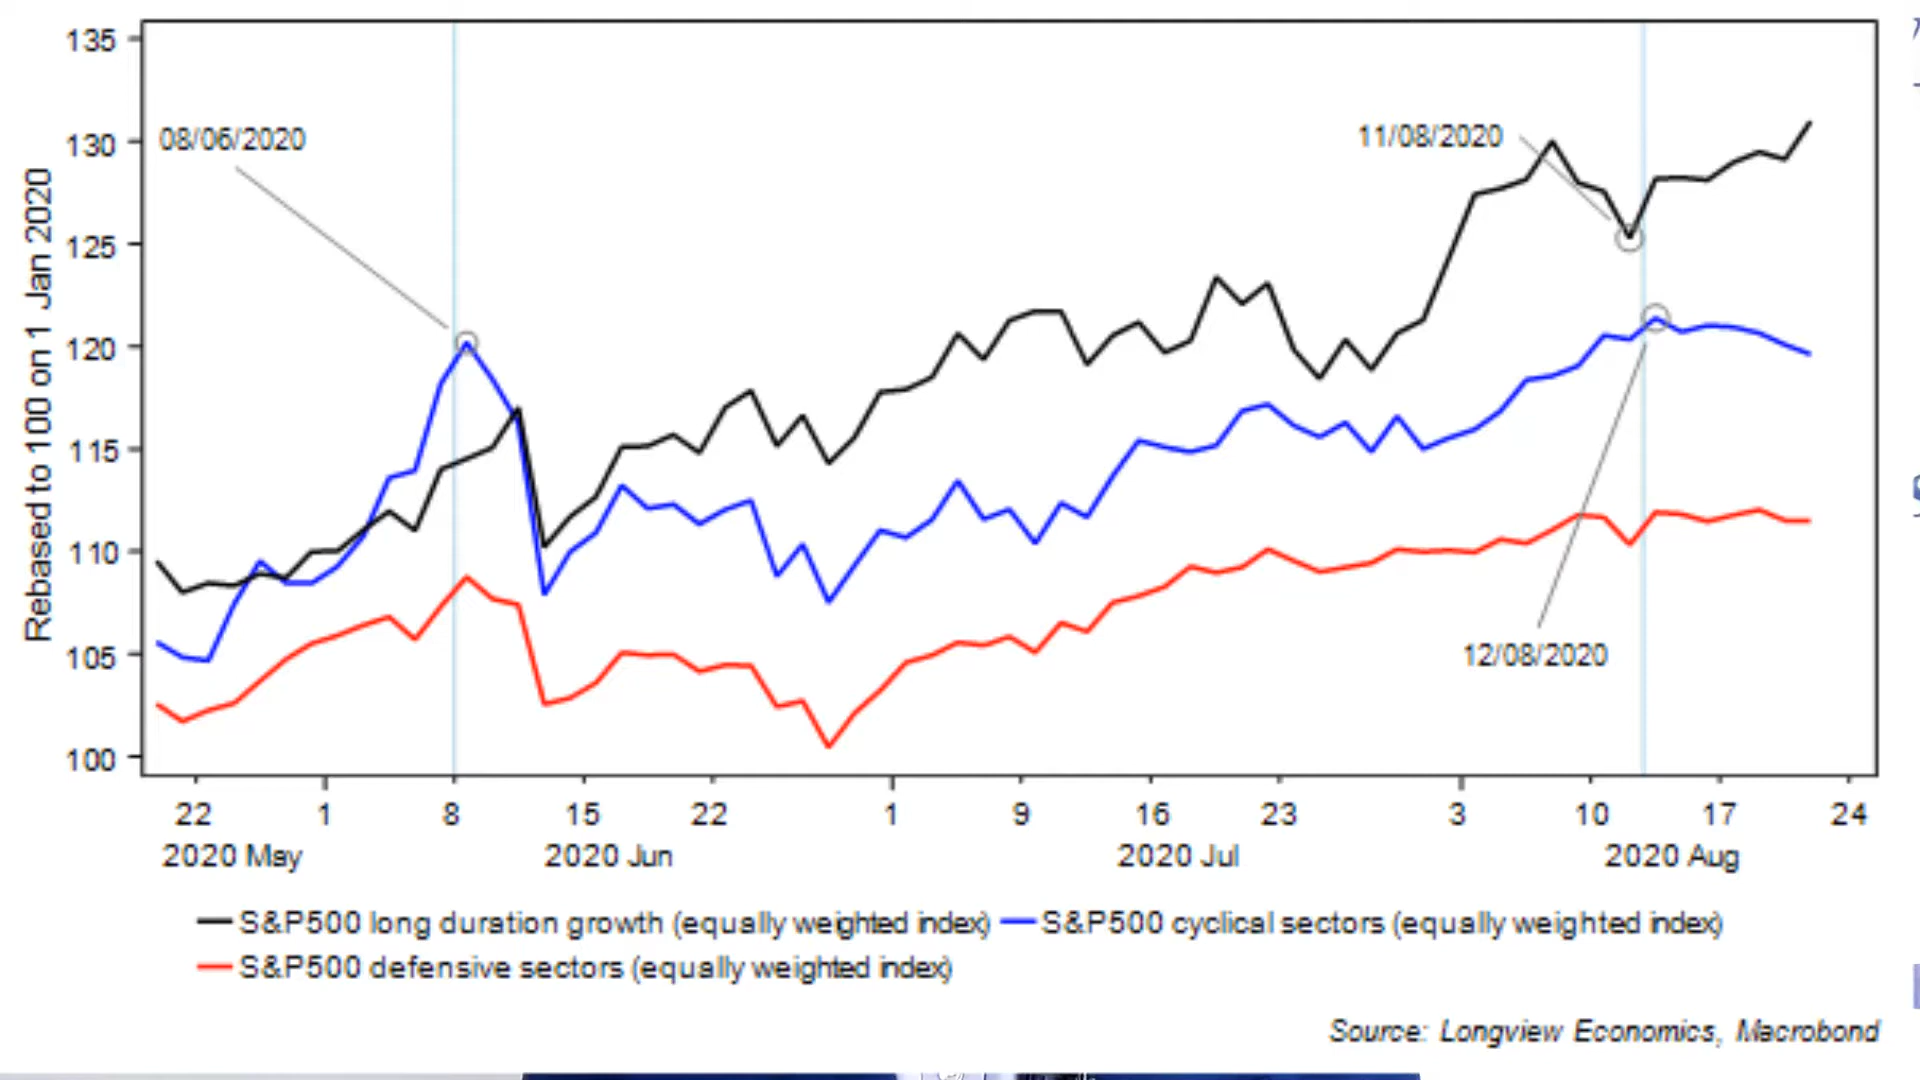 135
130
125
120
115
110
105
100
Rebased to 100 on 1 Jan 2020
08/06/2020
11/08/2020
12/08/2020
22 1 8 15 22 1 9 16 23 3 10 17 24
2020 May 2020 Jun 2020 Jul 2020 Aug
S&P500 long duration growth (equally weighted index) S&P500 cyclical sectors (equally weighted index)
S&P500 defensive sectors (equally weighted index)
Source: Longview Economics, Macrobond